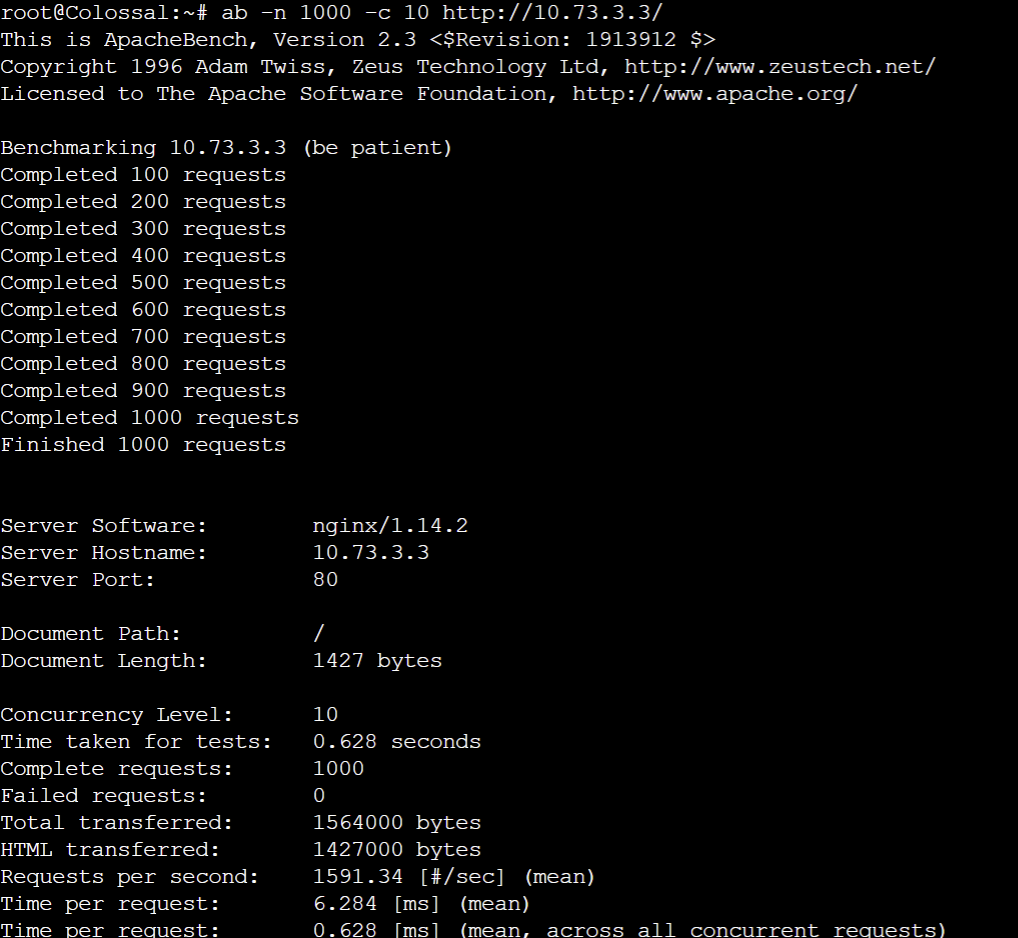 root@Colossal:~# ab -n 1000 -c 10 http://10.73.3.3/
This is ApacheBench, Version 2.3 <$Revision: 1913912 $>
Copyright 1996 Adam Twiss, Zeus Technology Ltd, http://www.zeustech.net/
Licensed to The Apache Software Foundation, http://www.apache.org/

Benchmarking 10.73.3.3 (be patient)
Completed 100 requests
Completed 200 requests
Completed 300 requests
Completed 400 requests
Completed 500 requests
Completed 600 requests
Completed 700 requests
Completed 800 requests
Completed 900 requests
Completed 1000 requests
Finished 1000 requests


Server Software:        nginx/1.14.2
Server Hostname:        10.73.3.3
Server Port:            80

Document Path:          /
Document Length:        1427 bytes

Concurrency Level:      10
Time taken for tests:   0.628 seconds
Complete requests:      1000
Failed requests:        0
Total transferred:      1564000 bytes
HTML transferred:       1427000 bytes
Requests per second:    1591.34 [#/sec] (mean)
Time per request:       6.284 [ms] (mean)
Time per request:       0.628 [ms] (mean, across all concurrent requests)